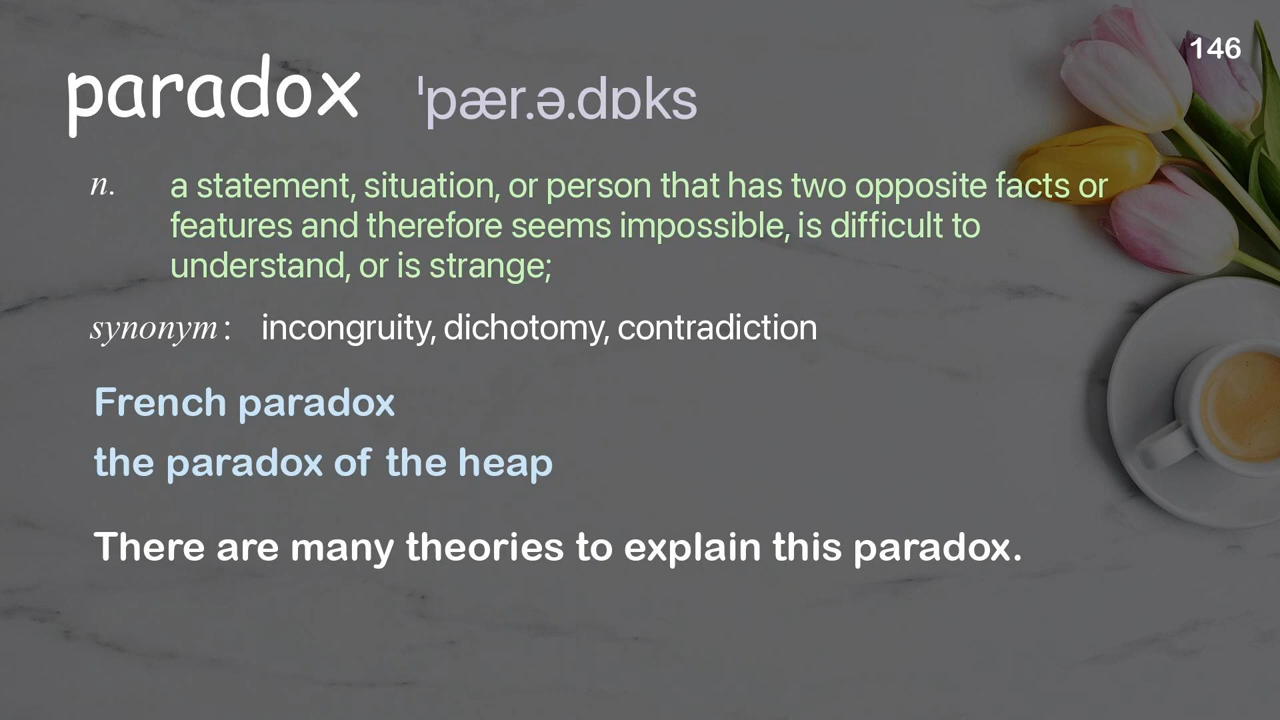 146
paradox ˈpær.ə.dɒks
n. a statement, situation, or person that has two opposite facts or
features and therefore seems impossible, is difficult to
understand, or is strange;
synonym: incongruity, dichotomy, contradiction
French paradox
the paradox of the heap
There are many theories to explain this paradox.